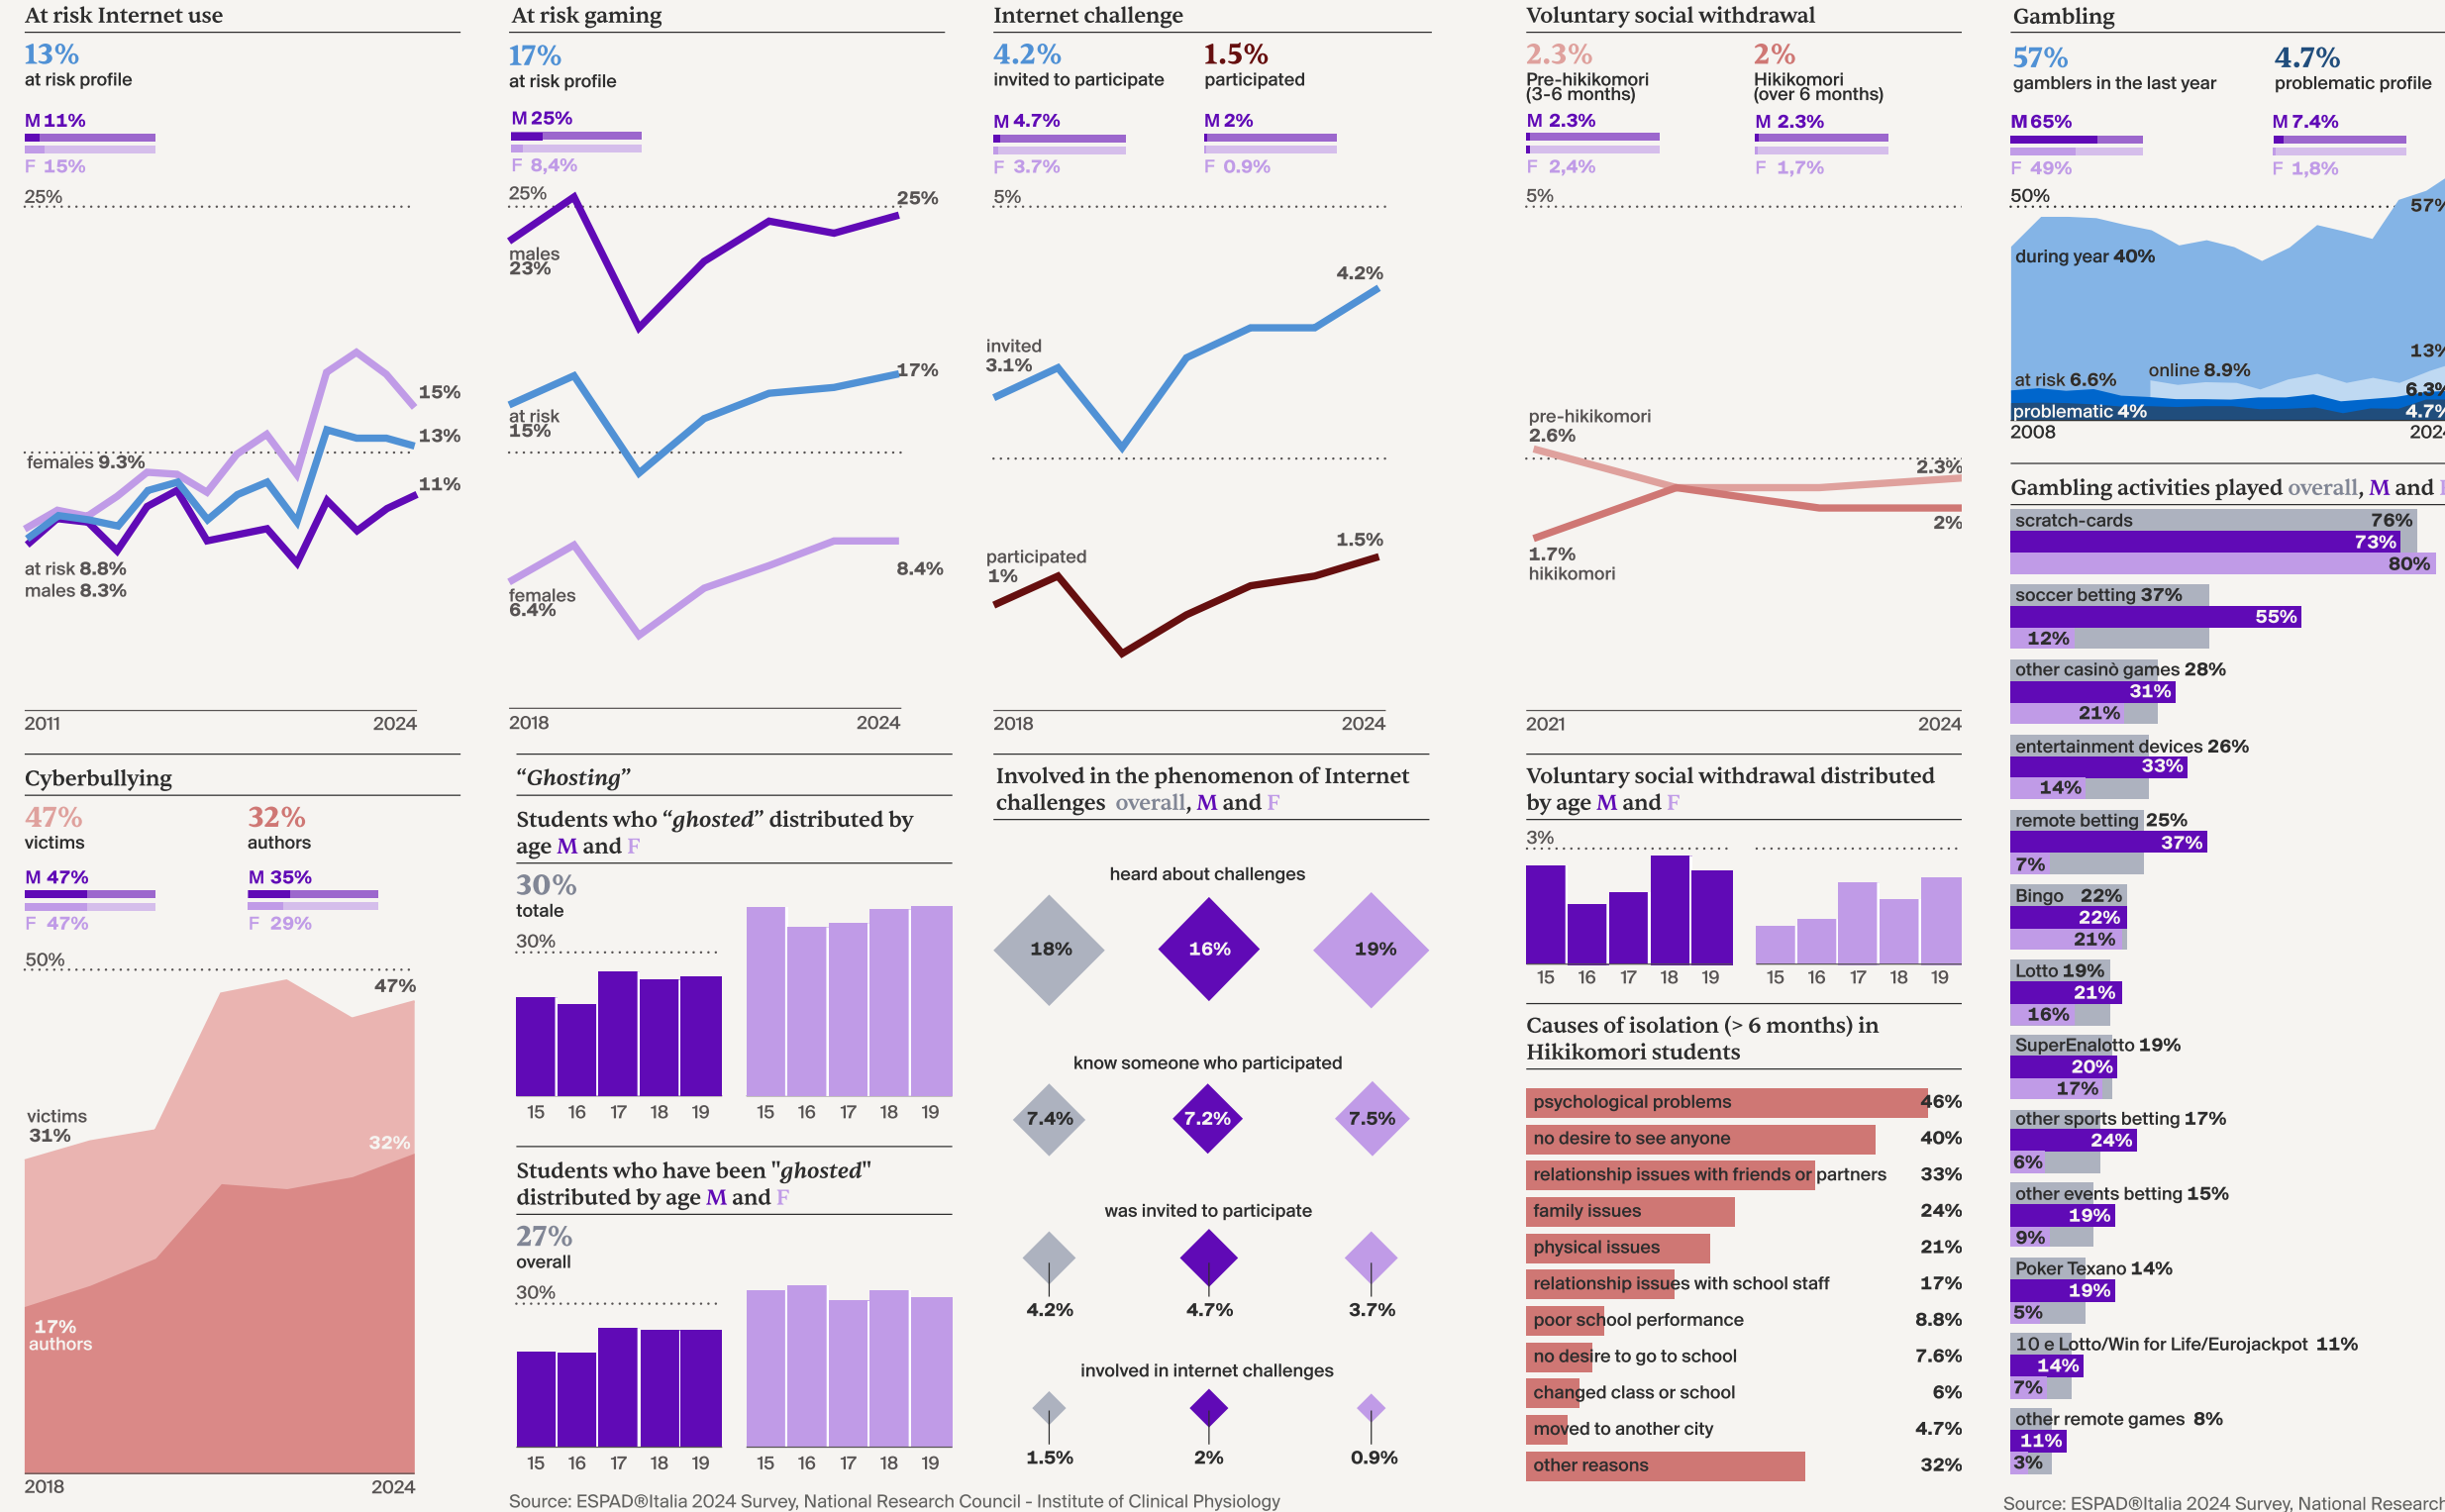 At risk Internet use
13%
at risk profile
M 11%
F 15%
25%
females 9.3%
15%
13%
11%
at risk 8.8%
males 8.3%
2011
2024
At risk gaming
17%
at risk profile
M 25%
F 8,4%
25%
25%
males
23%
17%
at risk
15%
females
6.4%
8.4%
2018
2024
Internet challenge
4.2%
invited to participate
M 4.7%
F 3.7%
1.5%
participated
M 2%
F 0.9%
5%
4.2%
invited
3.1%
participated
1%
1.5%
2018
2024
Voluntary social withdrawal
2.3%
Pre-hikikomori
(3-6 months)
M 2.3%
F 2,4%
2%
Hikikomori
(over 6 months)
M 2.3%
F 1,7%
5%
pre-hikikomori
2.6%
2.3%
2%
1.7%
hikikomori
2021
2024
Gambling
57%
gamblers in the last year
M 65%
F 49%
4.7%
problematic profile
M 7.4%
F 1,8%
50%
57%
during year 40%
13%
online 8.9%
at risk 6.6%
6.3%
problematic 4%
4.7%
2008
2024
Cyberbullying
47%
victims
M 47%
F 47%
32%
authors
M 35%
F 29%
50%
47%
victims
31%
32%
17%
authors
2018
2024
“Ghosting”
Students who “ghosted” distributed by
age M and F
30%
totale
30%
15 16 17 18 19
15 16 17 18 19
Students who have been "ghosted"
distributed by age M and F
27%
overall
30%
15 16 17 18 19
15 16 17 18 19
Involved in the phenomenon of Internet
challenges overall, M and F
heard about challenges
18% 16% 19%
know someone who participated
7.4% 7.2% 7.5%
was invited to participate
4.2% 4.7% 3.7%
involved in internet challenges
1.5% 2% 0.9%
Voluntary social withdrawal distributed
by age M and F
3%
15 16 17 18 19
15 16 17 18 19
Causes of isolation (> 6 months) in
Hikikomori students
psychological problems 46%
no desire to see anyone 40%
relationship issues with friends or partners 33%
family issues 24%
physical issues 21%
relationship issues with school staff 17%
poor school performance 8.8%
no desire to go to school 7.6%
changed class or school 6%
moved to another city 4.7%
other reasons 32%
Gambling activities played overall, M and F
scratch-cards 76%
73%
80%
soccer betting 37%
55%
12%
other casinò games 28%
31%
21%
entertainment devices 26%
33%
14%
remote betting 25%
37%
7%
Bingo 22%
22%
21%
Lotto 19%
21%
16%
SuperEnalotto 19%
20%
17%
other sports betting 17%
24%
6%
other events betting 15%
19%
9%
Poker Texano 14%
19%
5%
10 e Lotto/Win for Life/Eurojackpot 11%
14%
7%
other remote games 8%
11%
3%
Source: ESPAD®Italia 2024 Survey, National Research Council - Institute of Clinical Physiology
Source: ESPAD®Italia 2024 Survey, National Research